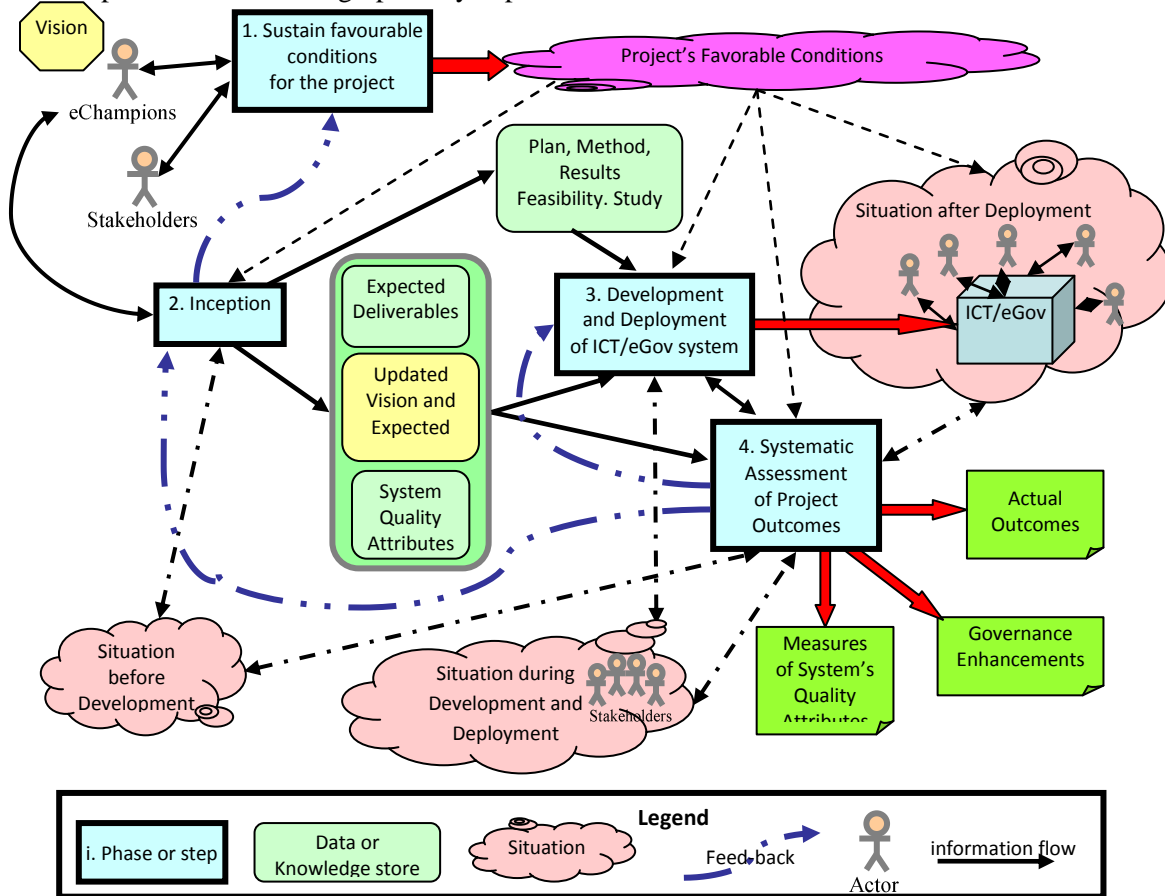 Vision
1. Sustain favourable
conditions
for the project
Project's Favorable Conditions
eChampions
Stakeholders
Plan, Method,
Results
Feasibility. Study
Situation after Deployment
ICT/eGov
2. Inception
Expected
Deliverables
Updated
Vision and
Expected
System
Quality
Attributes
3. Development
and Deployment
of ICT/eGov system
4. Systematic
Assessment
of Project
Outcomes
Actual
Outcomes
Governance
Enhancements
Measures
of System's
Quality
Attributes
Situation
before
Development
Situation during
Development and
Deployment
Stakeholders
Legend
i. Phase or step
Data or
Knowledge store
Situation
Feed-back
Actor
information flow